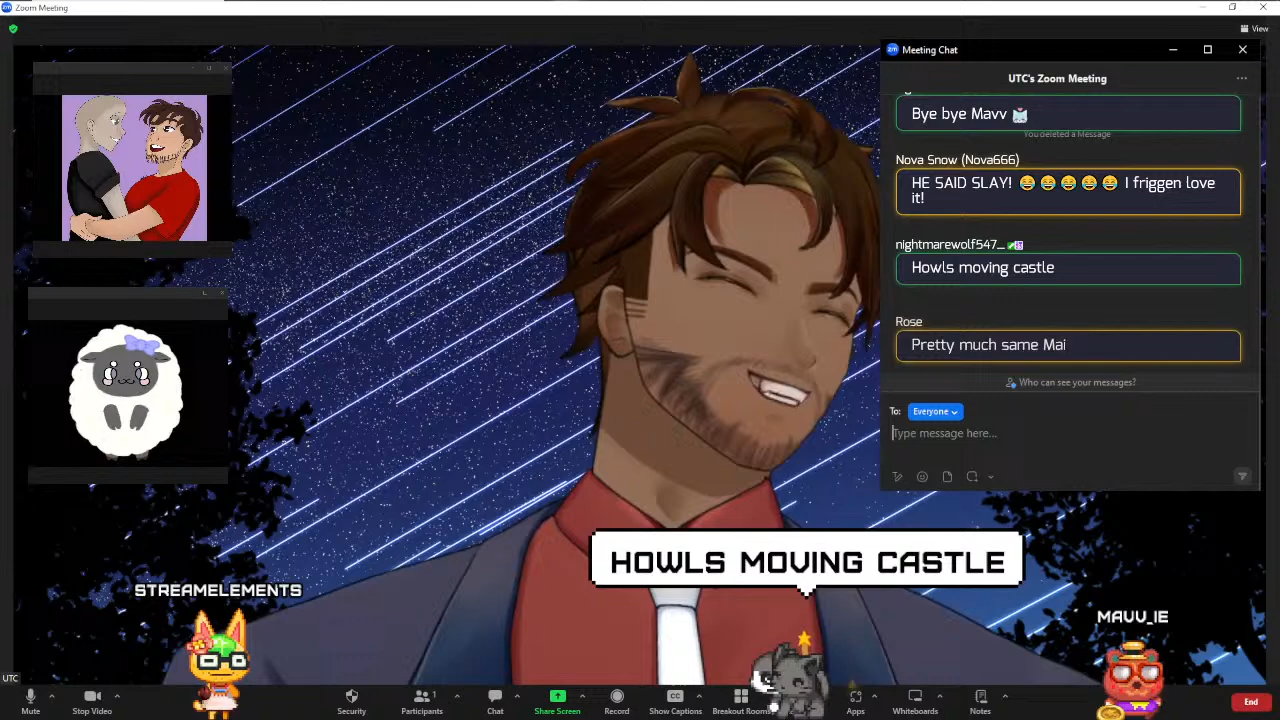 Zoom Meeting
View
Meeting Chat
UTC's Zoom Meeting
Bye bye Mavv
You deleted a Message
Nova Snow (Nova666)
HE SAID SLAY! 😂😂😂😂😂 I friggen love
it!
nightmarewolf547_
Howls moving castle
Rose
Pretty much same Mai
Who can see your messages?
To: Everyone
Type message here...
HOWLS MOVING CASTLE
STREAMELEMENTS
MAVV_IE
UTC
Mute
Stop Video
Security
1
Participants
Chat
Share Screen
Record
CC
Show Captions
Breakout Rooms
Apps
Whiteboards
Notes
End